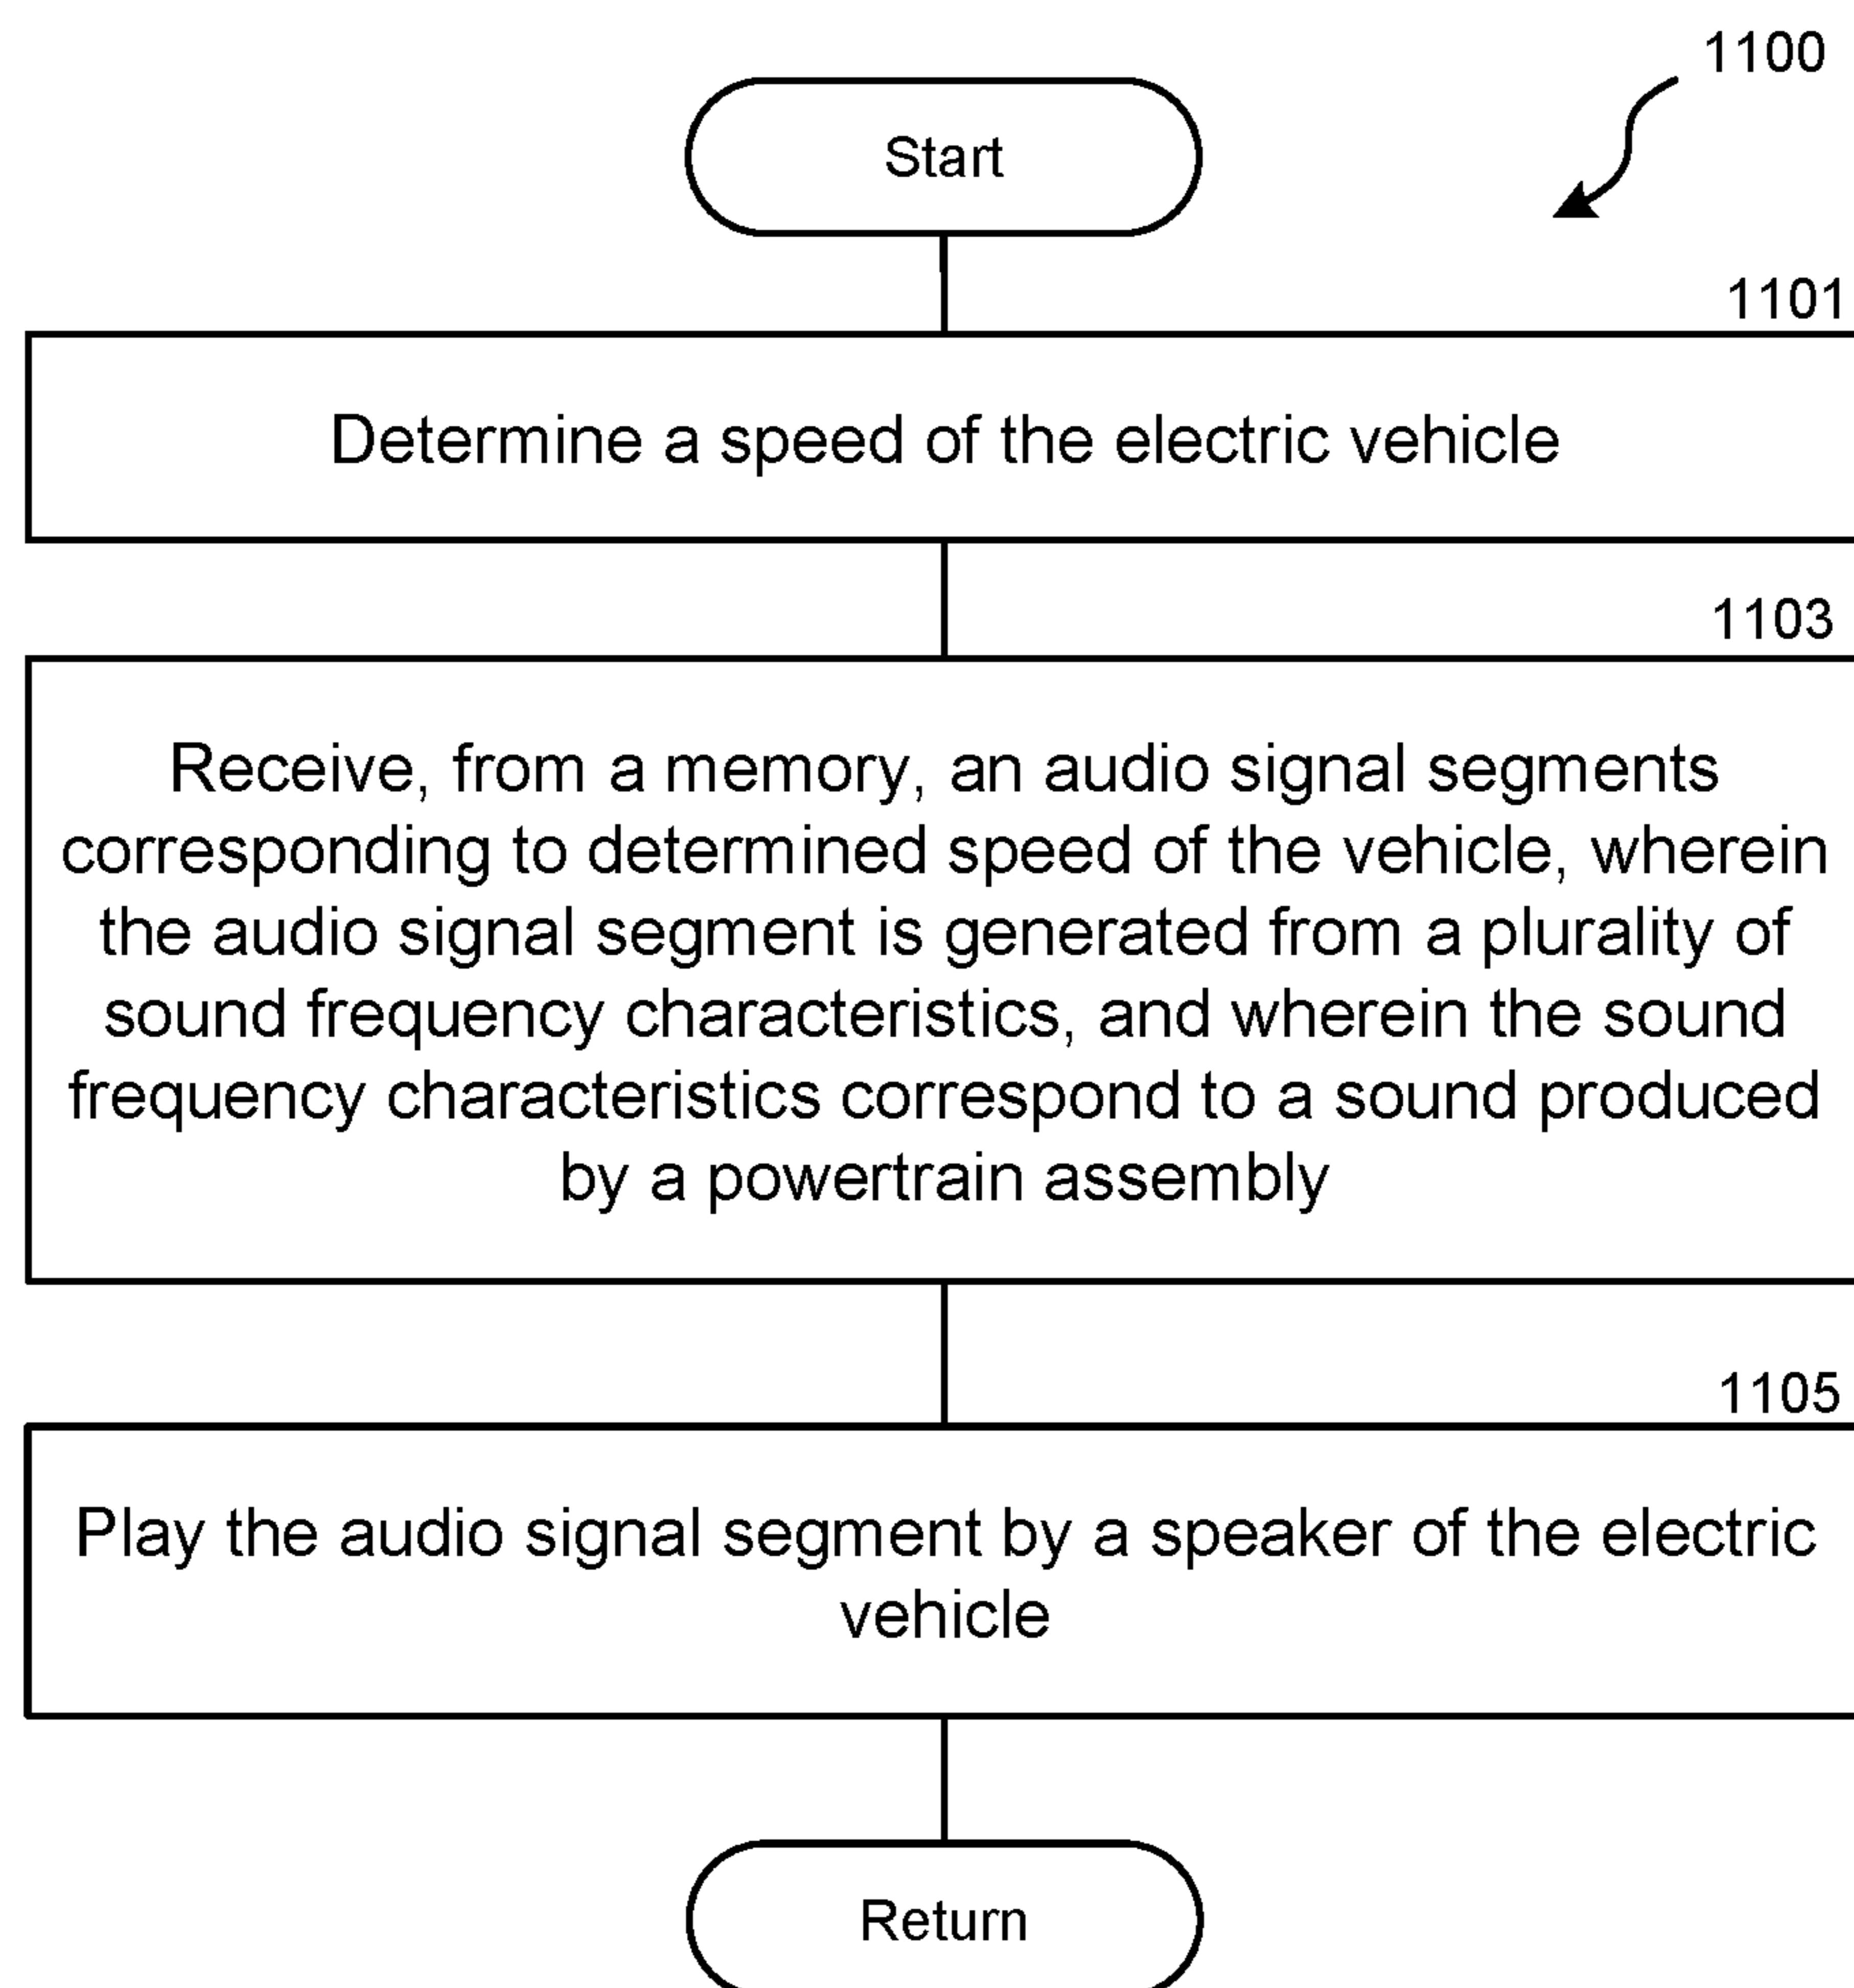 1100
Start
1101
Determine a speed of the electric vehicle
1103
Receive, from a memory, an audio signal segments
corresponding to determined speed of the vehicle, wherein
the audio signal segment is generated from a plurality of
sound frequency characteristics, and wherein the sound
frequency characteristics correspond to a sound produced
by a powertrain assembly
1105
Play the audio signal segment by a speaker of the electric
vehicle
Return